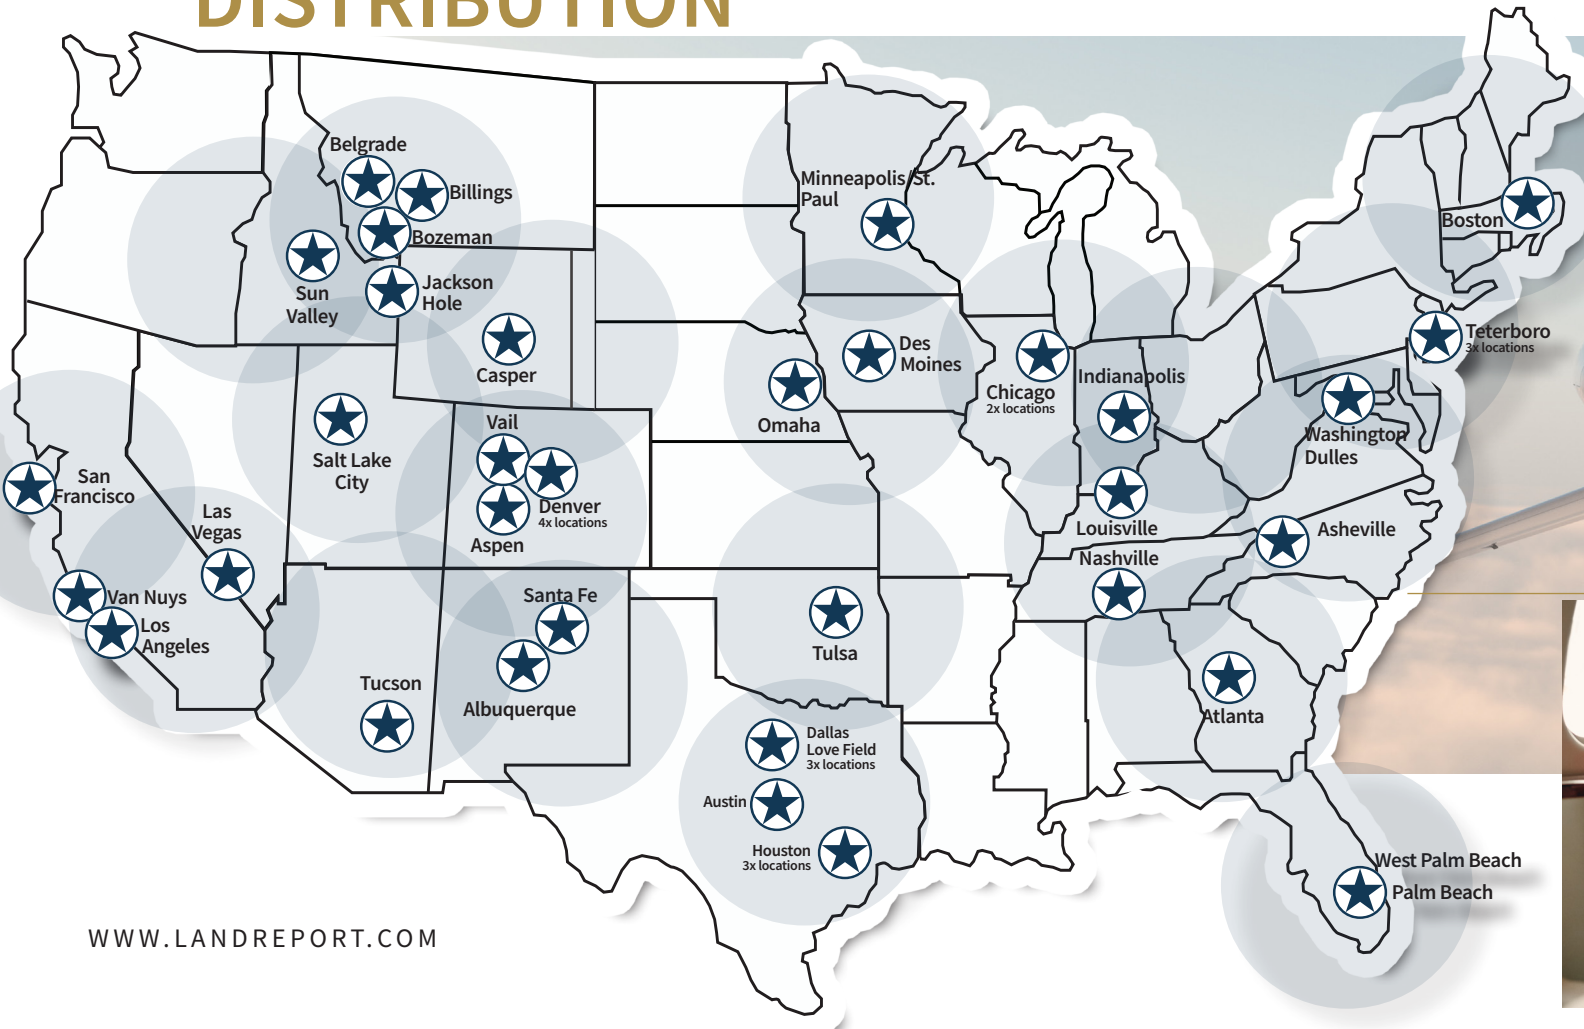 DISTRIBUTION
Belgrade
Billings
Bozeman
Sun
Valley
Jackson
Hole
Casper
Minneapolis/St.
Paul
Des
Moines
Omaha
Chicago
2x locations
Indianapolis
Boston
Teterboro
3x locations
Washington
Dulles
San
Francisco
Las
Vegas
Salt Lake
City
Vail
Denver
4x locations
Aspen
Louisville
Nashville
Asheville
Van Nuys
Los
Angeles
Santa Fe
Albuquerque
Tucson
Tulsa
Atlanta
Dallas
Love Field
3x locations
Austin
Houston
3x locations
West Palm Beach
Palm Beach
WWW.LANDREPORT.COM